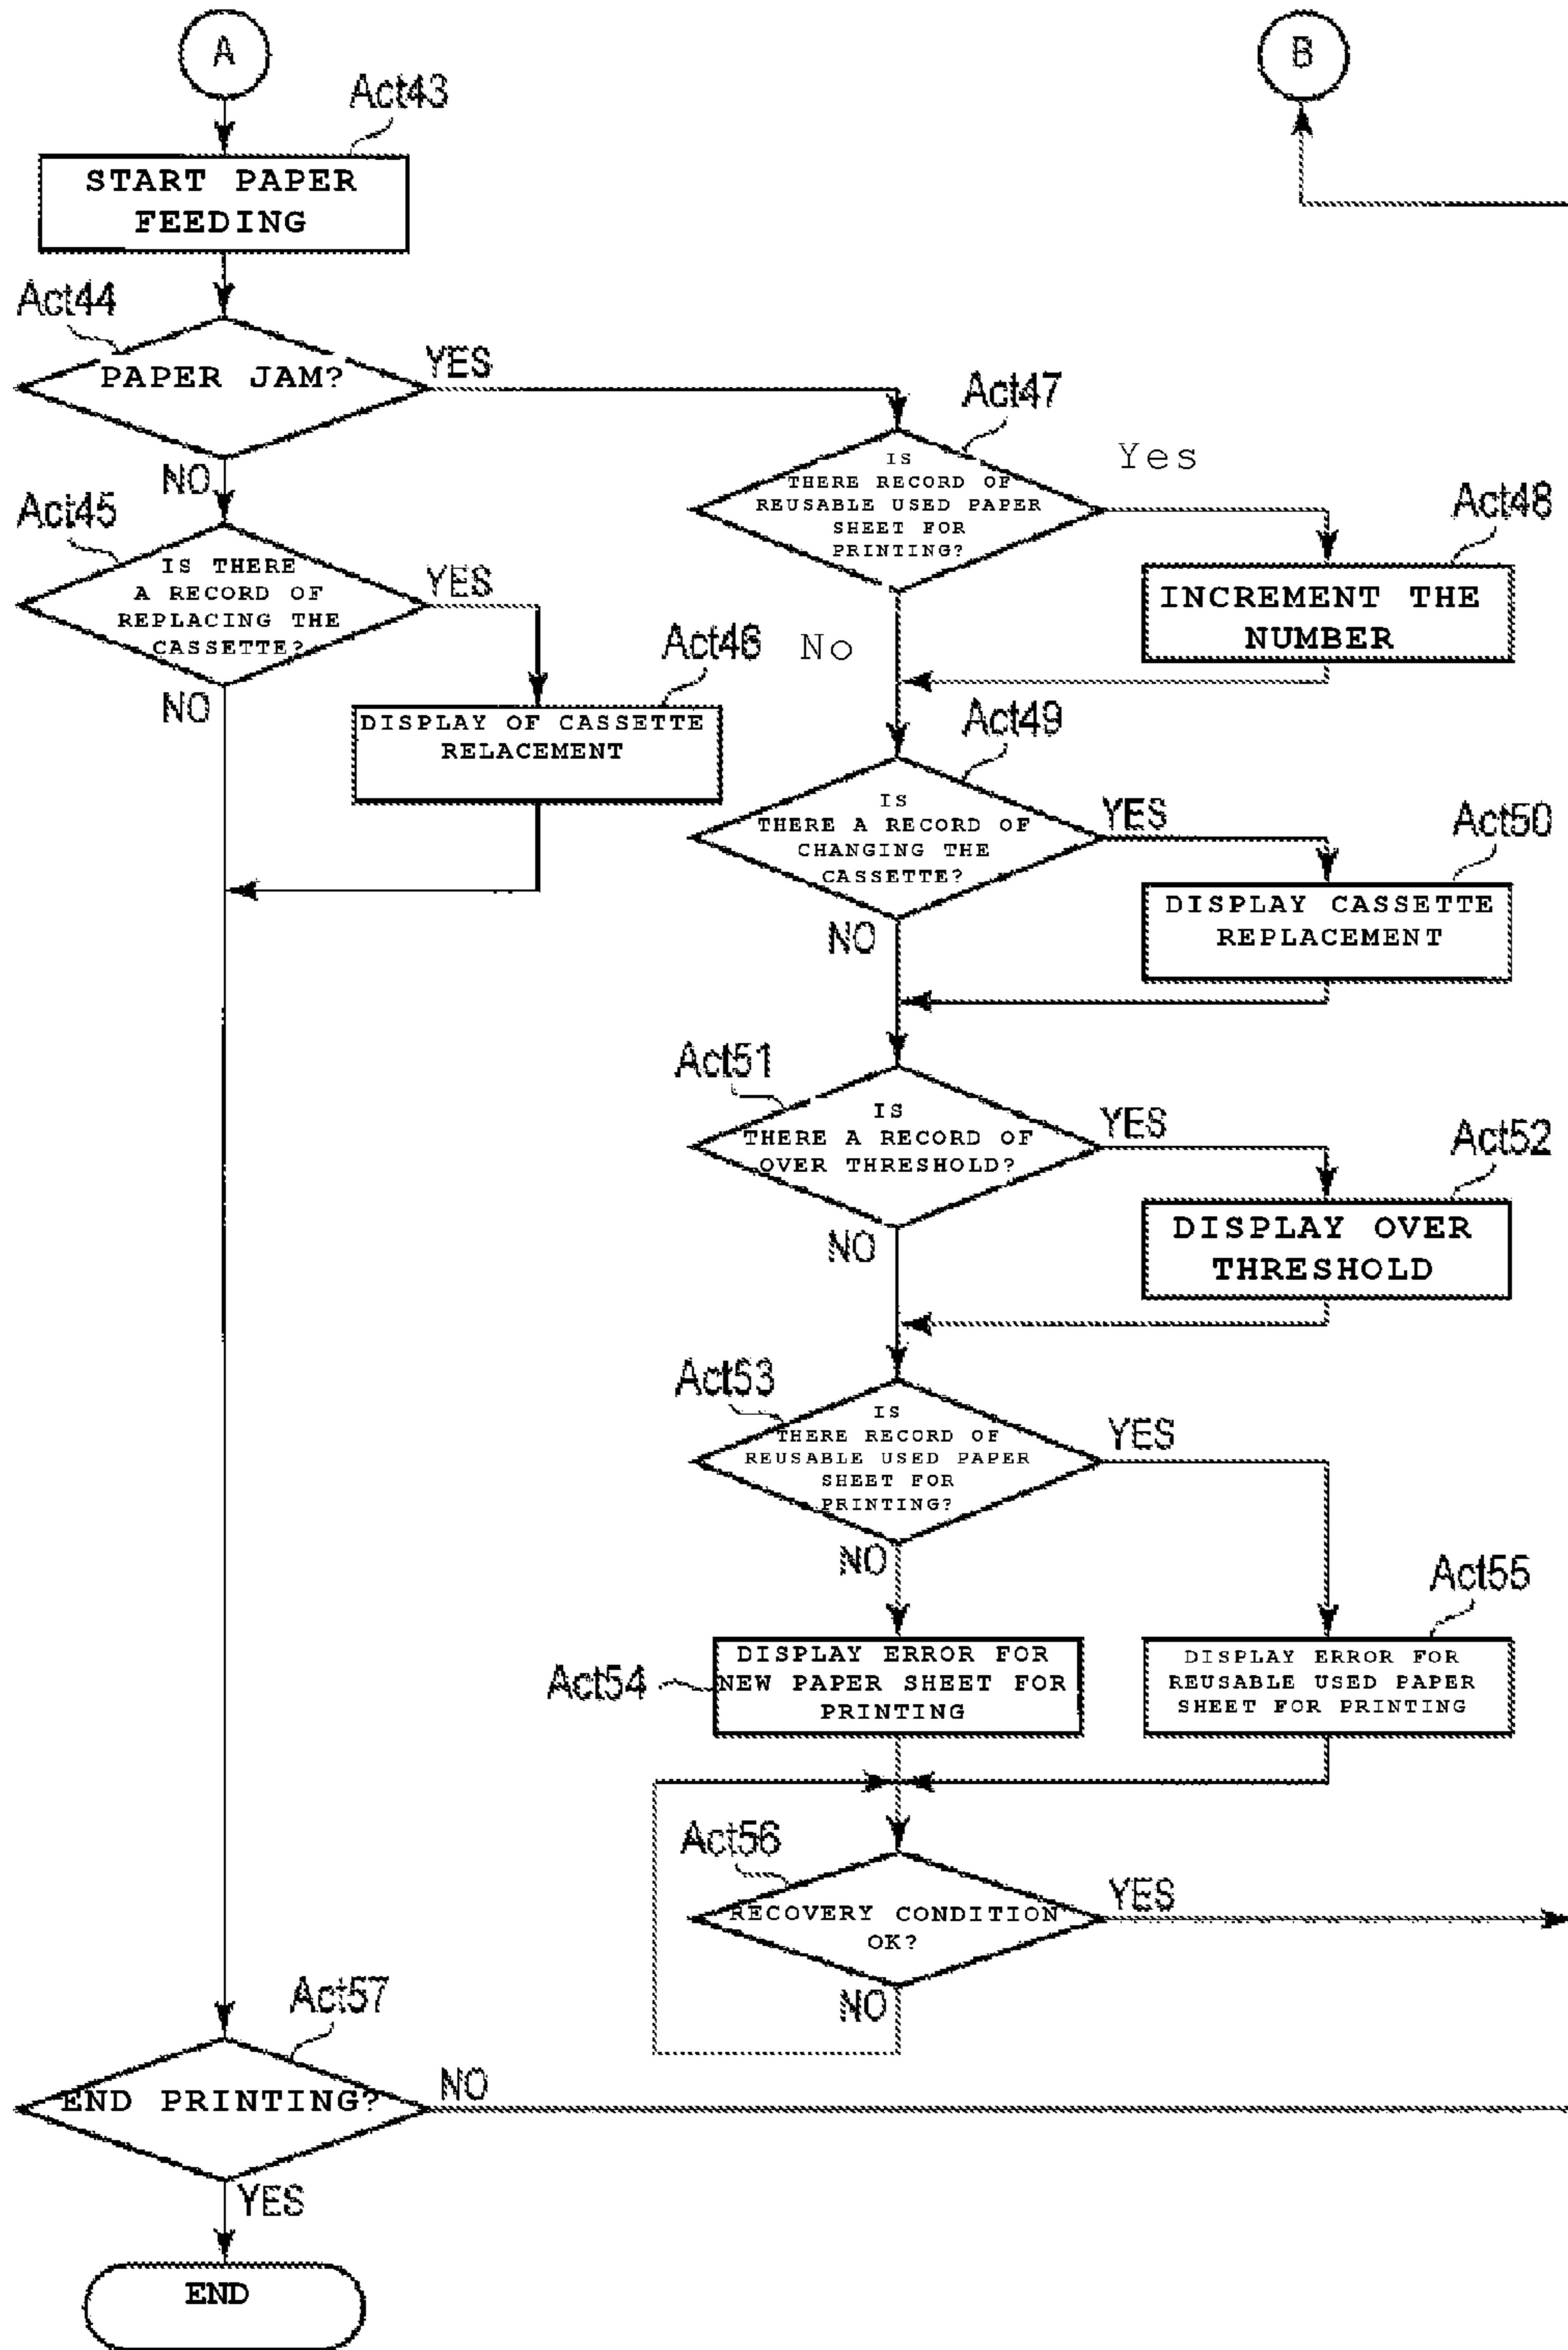 A
B
Act43
START PAPER
FEEDING
Act44
PAPER JAM?
YES
NO
Act47
IS
THERE RECORD OF
REUSABLE USED PAPER
SHEET FOR
PRINTING?
Yes
No
Act48
INCREMENT THE
NUMBER
Act45
IS THERE
A RECORD OF
REPLACING THE
CASSETTE?
YES
NO
Act46
DISPLAY OF CASSETTE
RELACEMENT
Act49
IS
THERE A RECORD OF
CHANGING THE
CASSETTE?
YES
NO
Act50
DISPLAY CASSETTE
REPLACEMENT
Act51
IS
THERE A RECORD OF
OVER THRESHOLD?
YES
NO
Act52
DISPLAY OVER
THRESHOLD
Act53
IS
THERE RECORD OF
REUSABLE USED PAPER
SHEET FOR
PRINTING?
YES
NO
Act54
DISPLAY ERROR FOR
NEW PAPER SHEET FOR
PRINTING
Act55
DISPLAY ERROR FOR
REUSABLE USED PAPER
SHEET FOR PRINTING
Act56
RECOVERY CONDITION
OK?
YES
NO
Act57
END PRINTING?
NO
YES
END